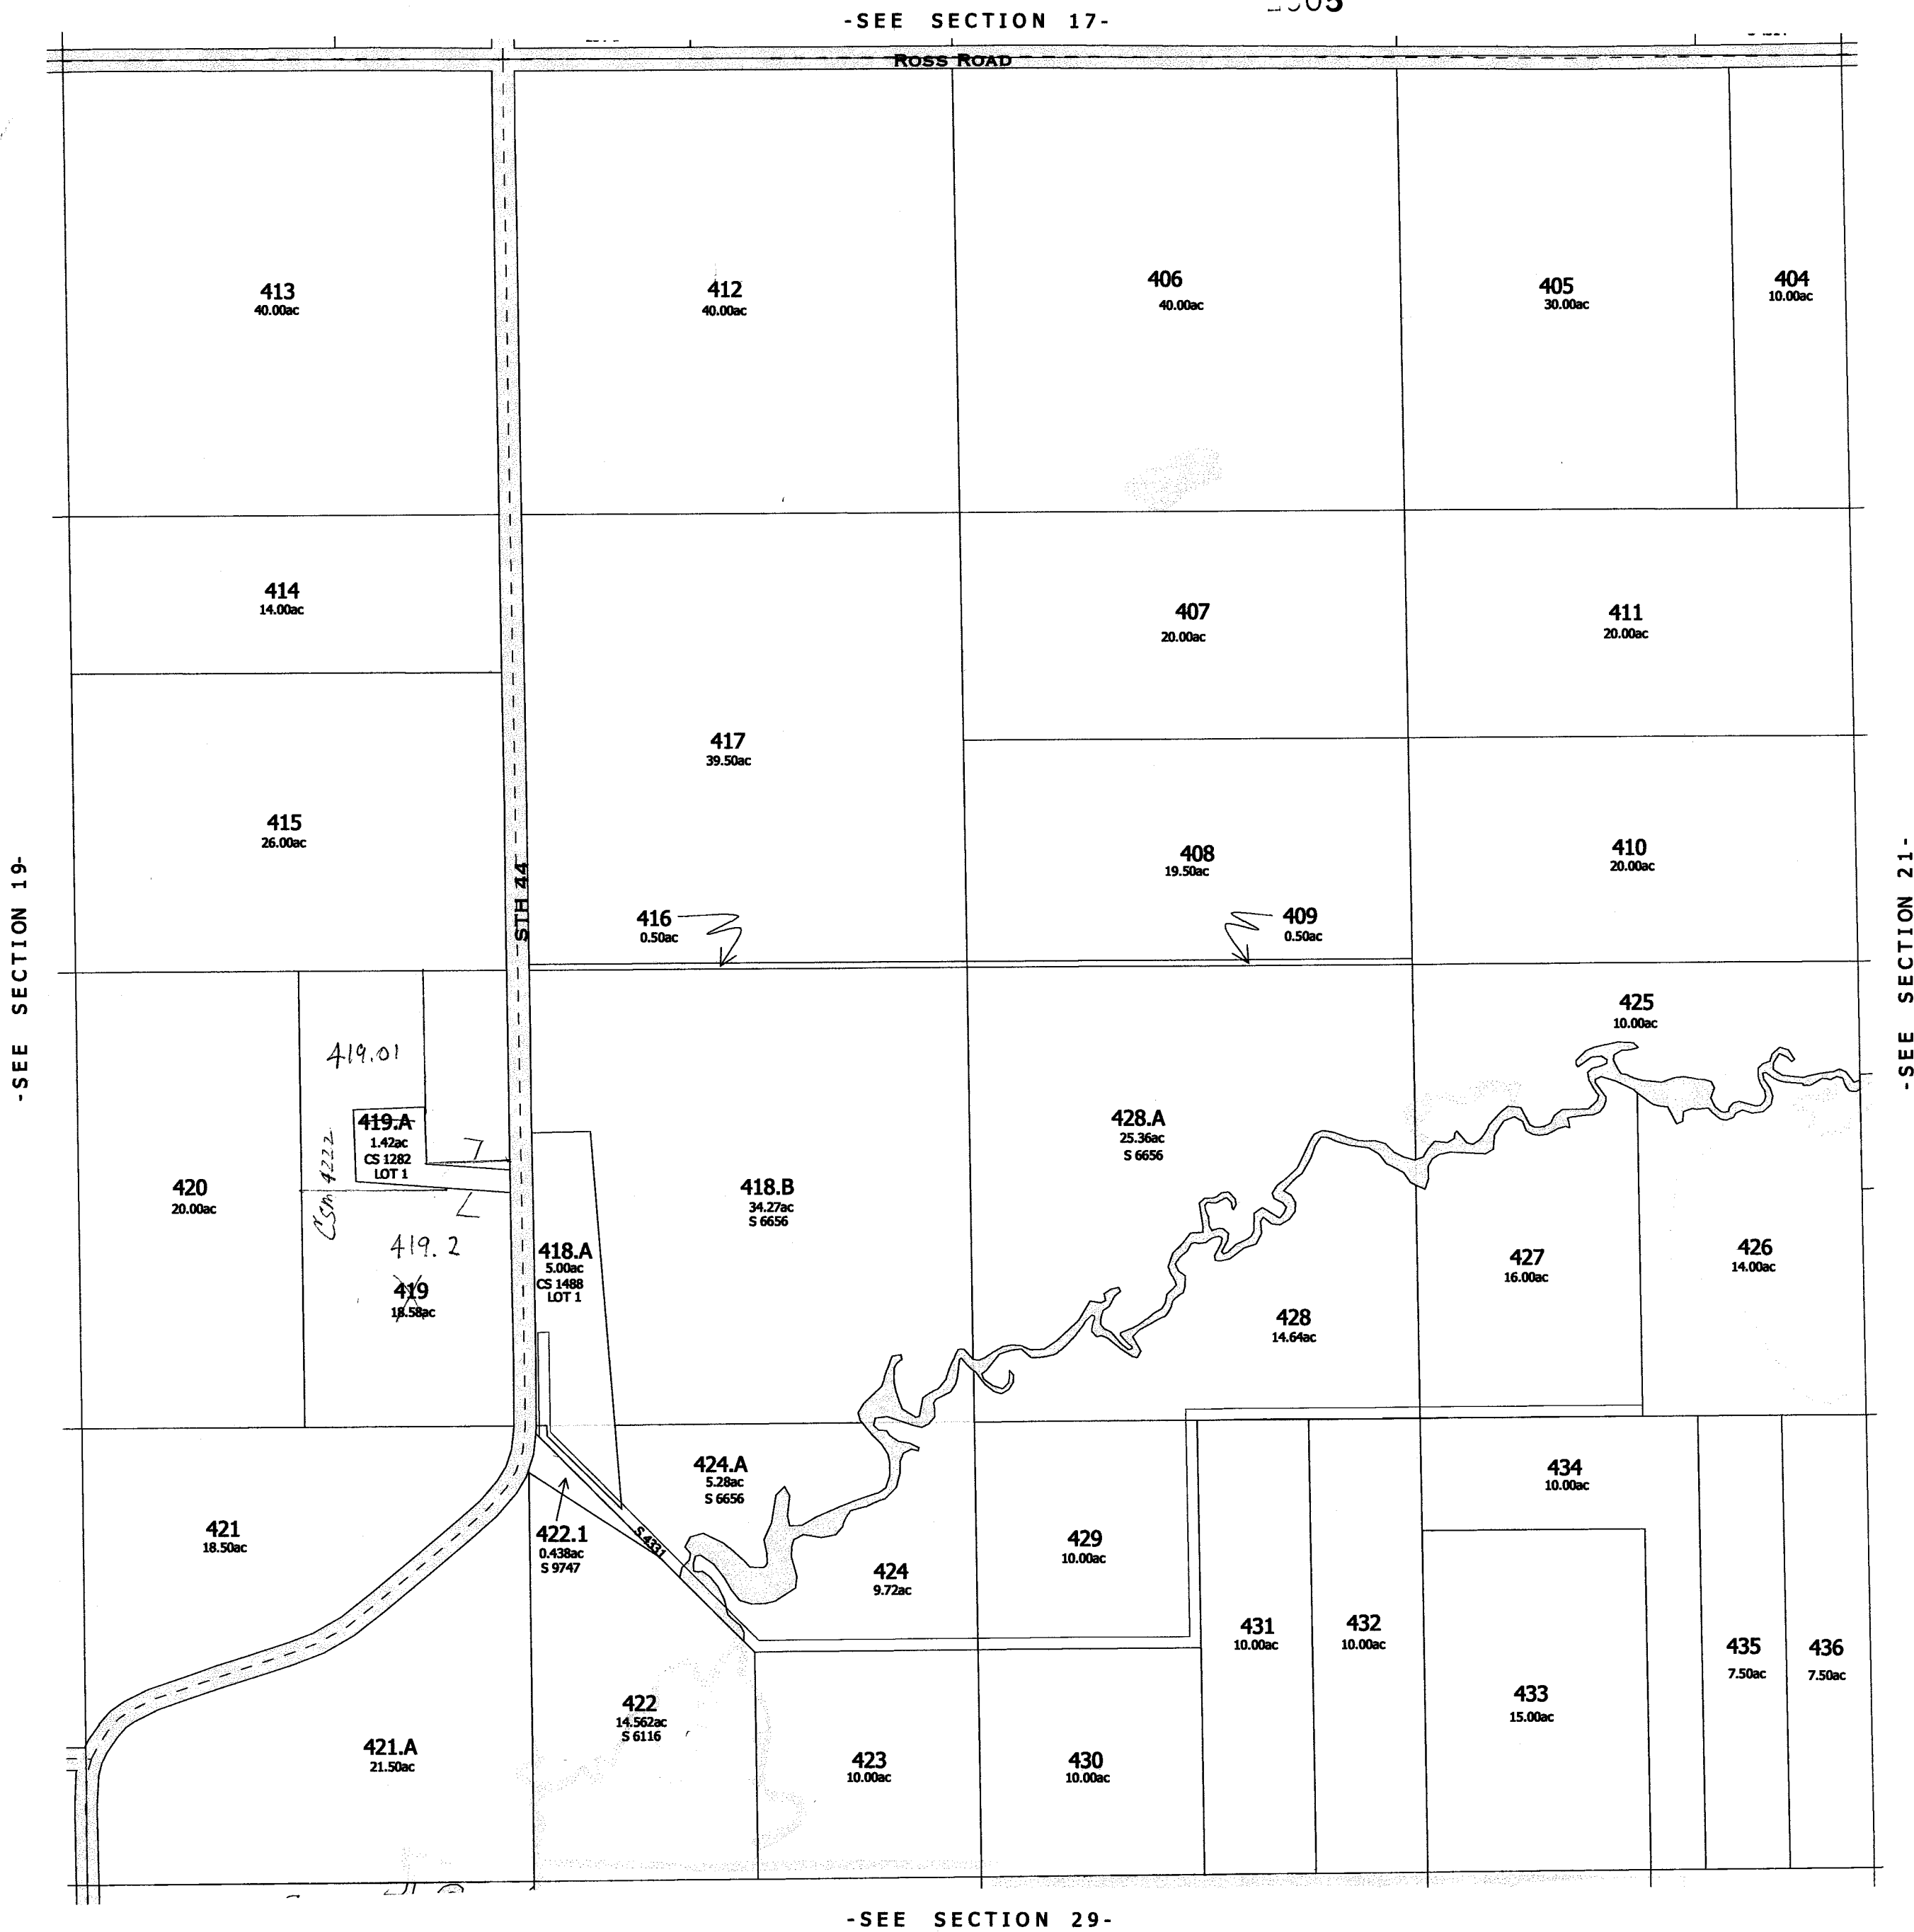 -SEE SECTION 17-
ROSS ROAD
413
40.00ac
412
40.00ac
406
40.00ac
405
30.00ac
404
10.00ac
414
14.00ac
407
20.00ac
411
20.00ac
417
39.50ac
415
26.00ac
408
19.50ac
410
20.00ac
STH 44
416
0.50ac
409
0.50ac
-SEE SECTION 19-
-SEE SECTION 21-
425
10.00ac
419.01
419.A
1.42ac
CS 1282
LOT 1
CSM 4222
428.A
25.36ac
S 6656
420
20.00ac
418.B
34.27ac
S 6656
419.2
419
18.58ac
418.A
5.00ac
CS 1488
LOT 1
427
16.00ac
426
14.00ac
428
14.64ac
424.A
5.28ac
S 6656
434
10.00ac
421
18.50ac
422.1
0.438ac
S 9747
S 4331
429
10.00ac
424
9.72ac
431
10.00ac
432
10.00ac
435
7.50ac
436
7.50ac
433
15.00ac
422
14.562ac
S 6116
421.A
21.50ac
423
10.00ac
430
10.00ac
-SEE SECTION 29-